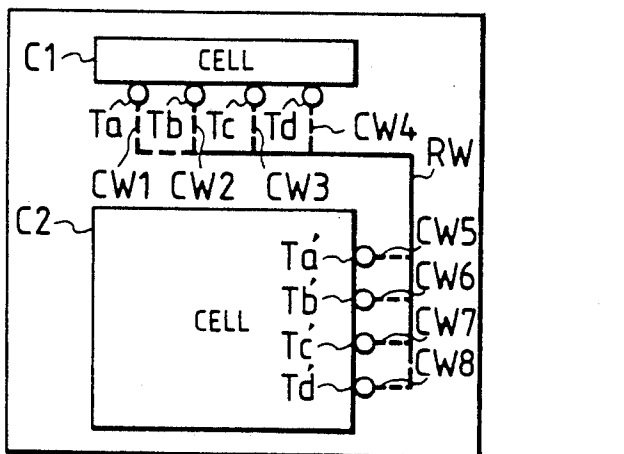 C1 CELL
Ta Tb Tc Td CW4
RW
CW1 CW2 CW3
C2
CW5
Ta'
CW6
Tb'
CELL
CW7
Tc'
CW8
Td'